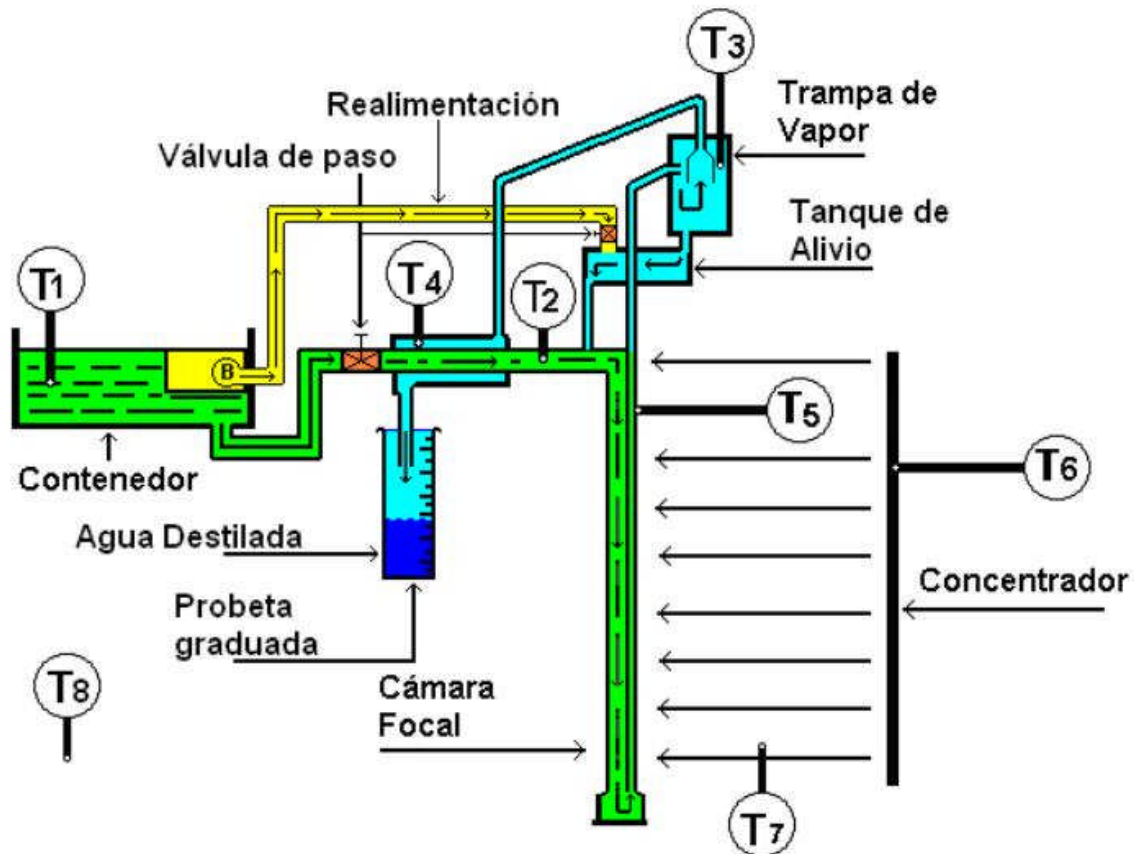 T3
Realimentación
Trampa de
Vapor
Válvula de paso
Tanque de
Alivio
T1
T4
T2
B
T5
Contenedor
T6
Agua Destilada
Concentrador
Probeta
graduada
T8
Cámara
Focal
T7